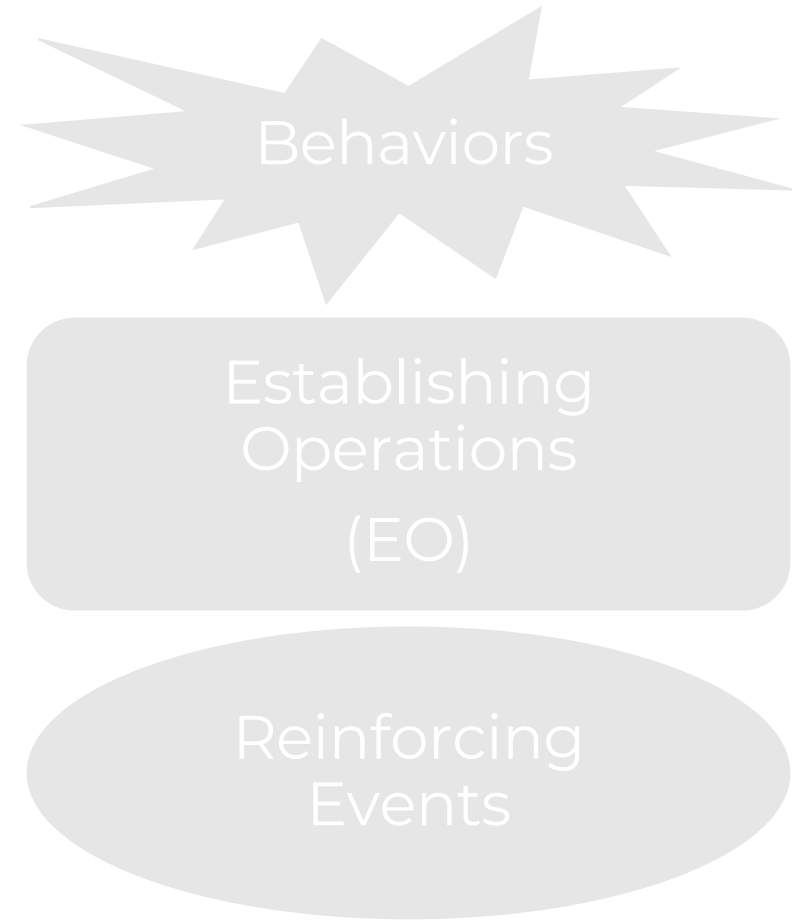 Behaviors
Establishing
Operations
(EO)
Reinforcing
Events